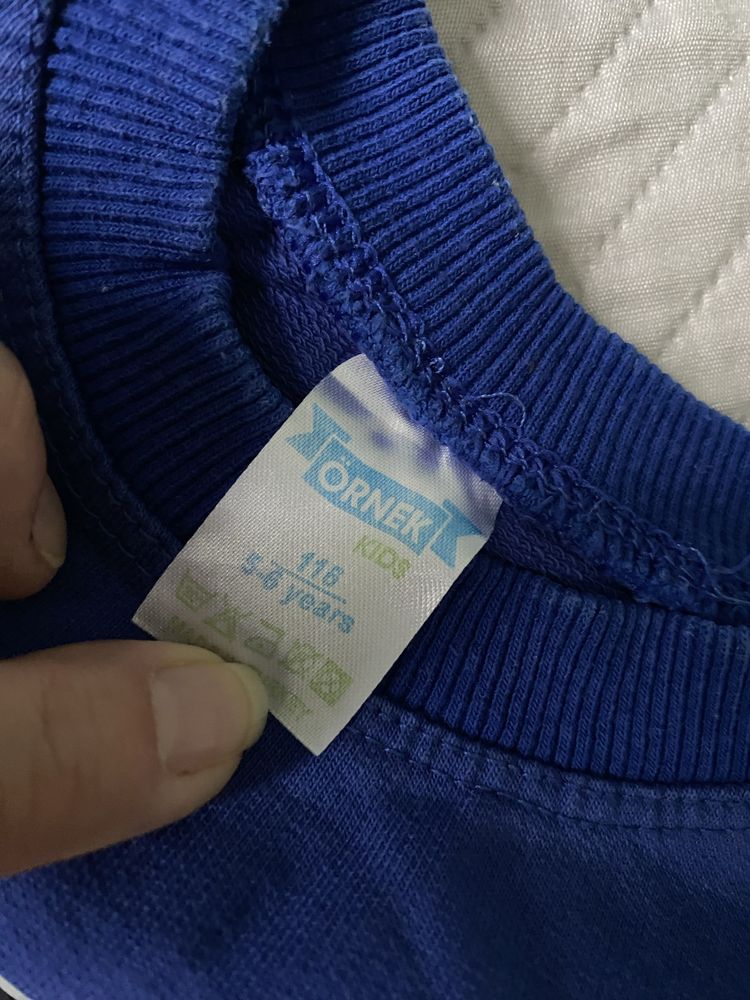 ÖRNEK
KIDS
116
5-6 years